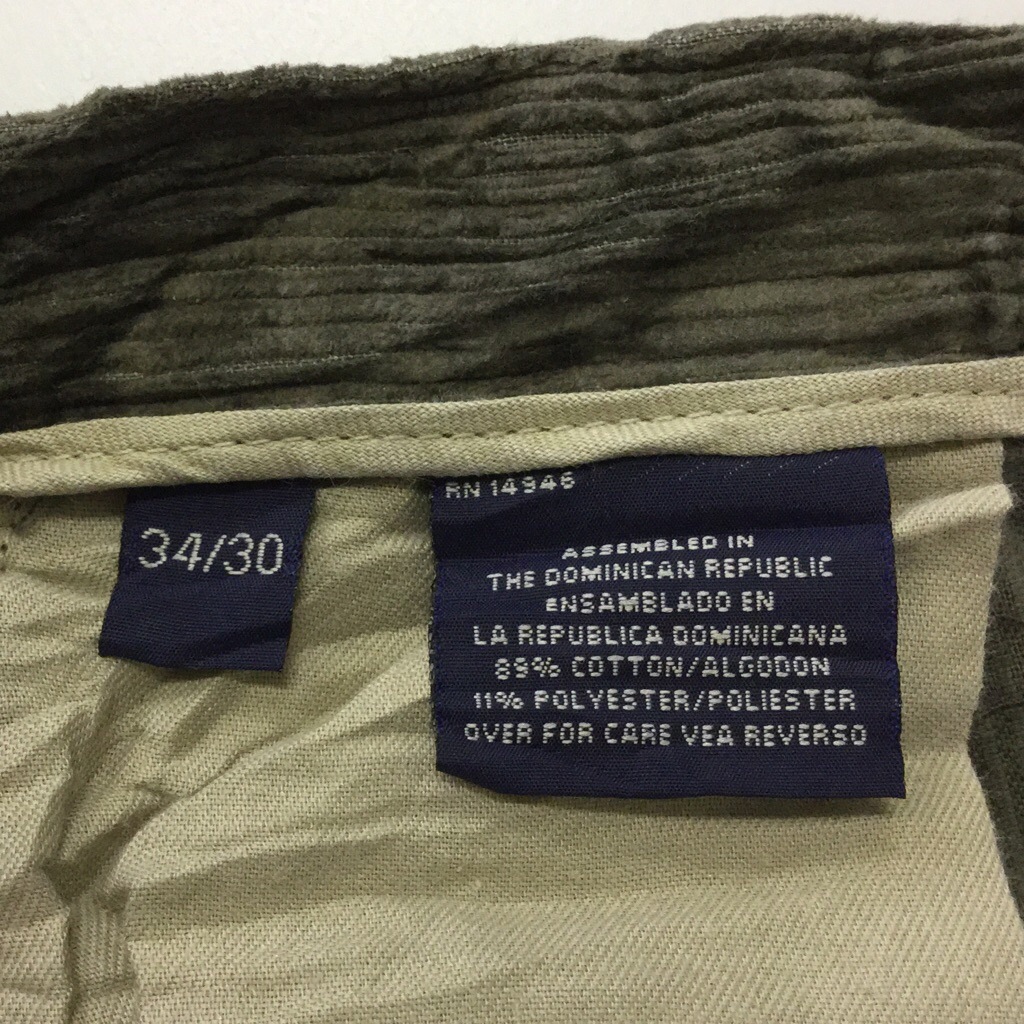 34/30
RN 14946
ASSEMBLED IN
THE DOMINICAN REPUBLIC
ENSAMBLADO EN
LA REPUBLICA DOMINICANA
89% COTTON/ALGODON
11% POLYESTER/POLIESTER
OVER FOR CARE VEA REVERSO